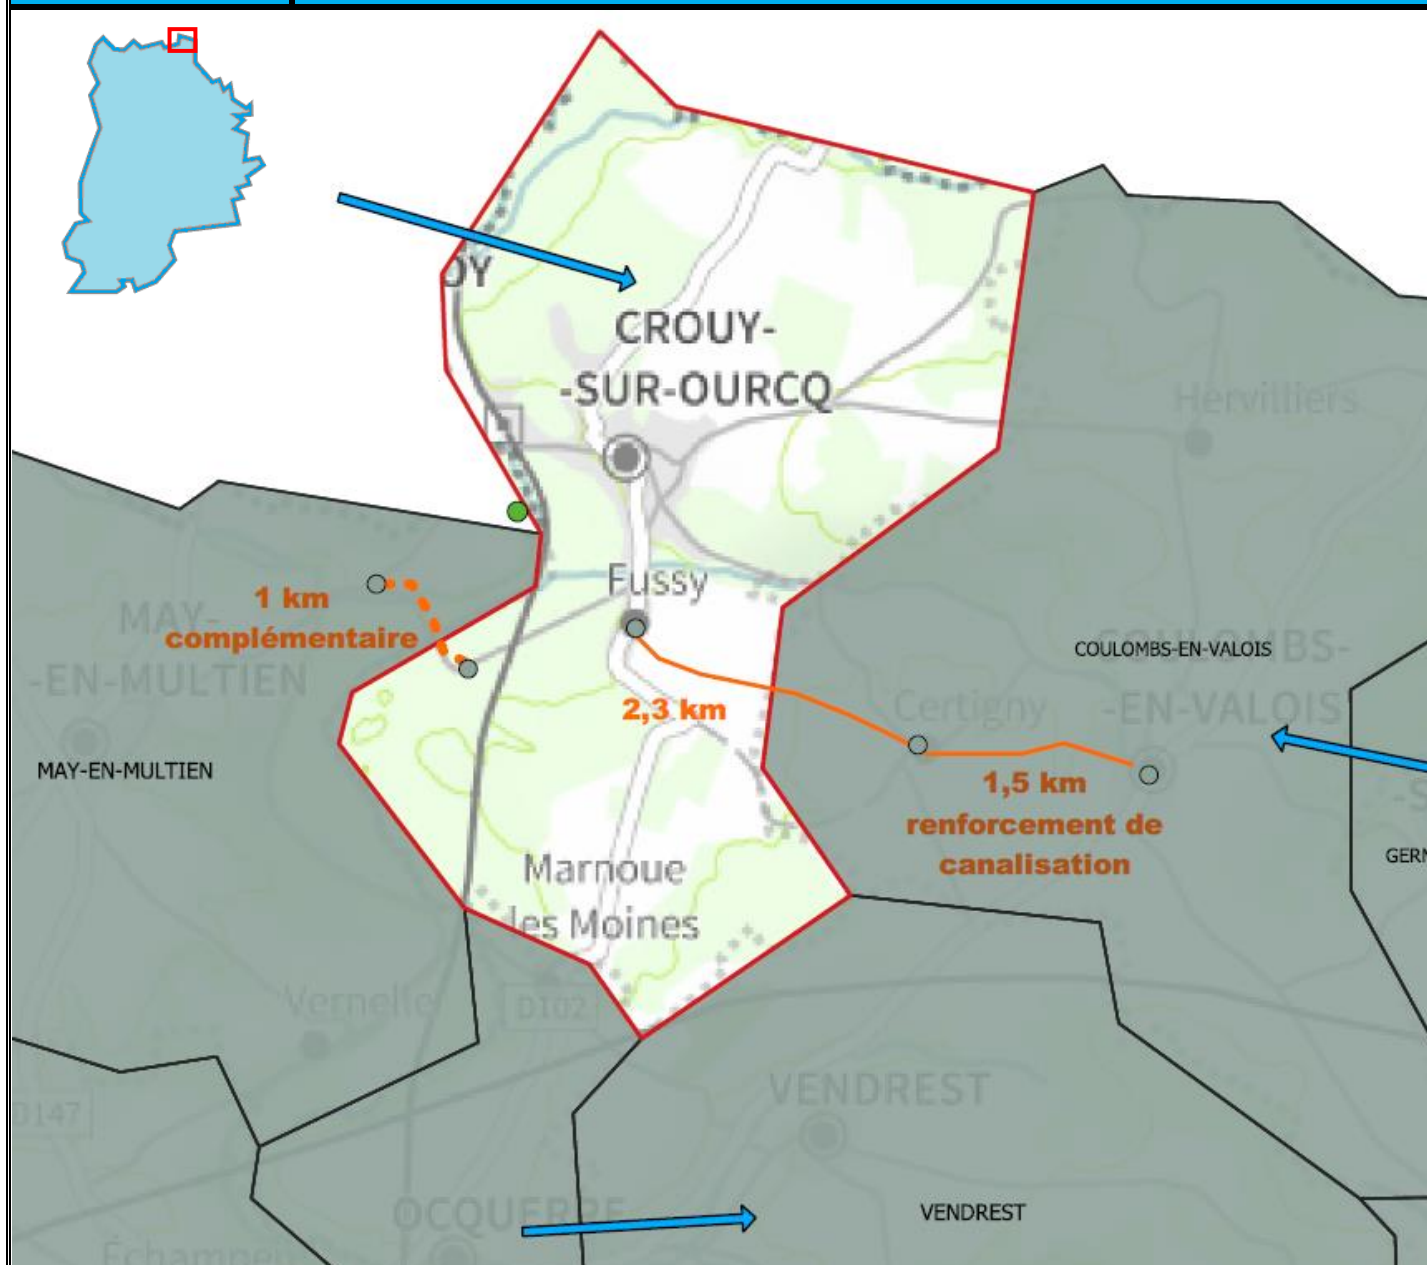 OY
CROUY-
-SUR-OURCQ
Hervilliers
Fussy
1 km
complémentaire
MAY-
-EN-MULTIEN
COULOMBS-EN-VALOIS
COULOMBS-
-EN-VALOIS
Certigny
2,3 km
MAY-EN-MULTIEN
1,5 km
renforcement de
canalisation
-S
GERM
Marnoue
les Moines
Vernelle
D102
VENDREST
D147
OCQUERRE
VENDREST
Échampeu